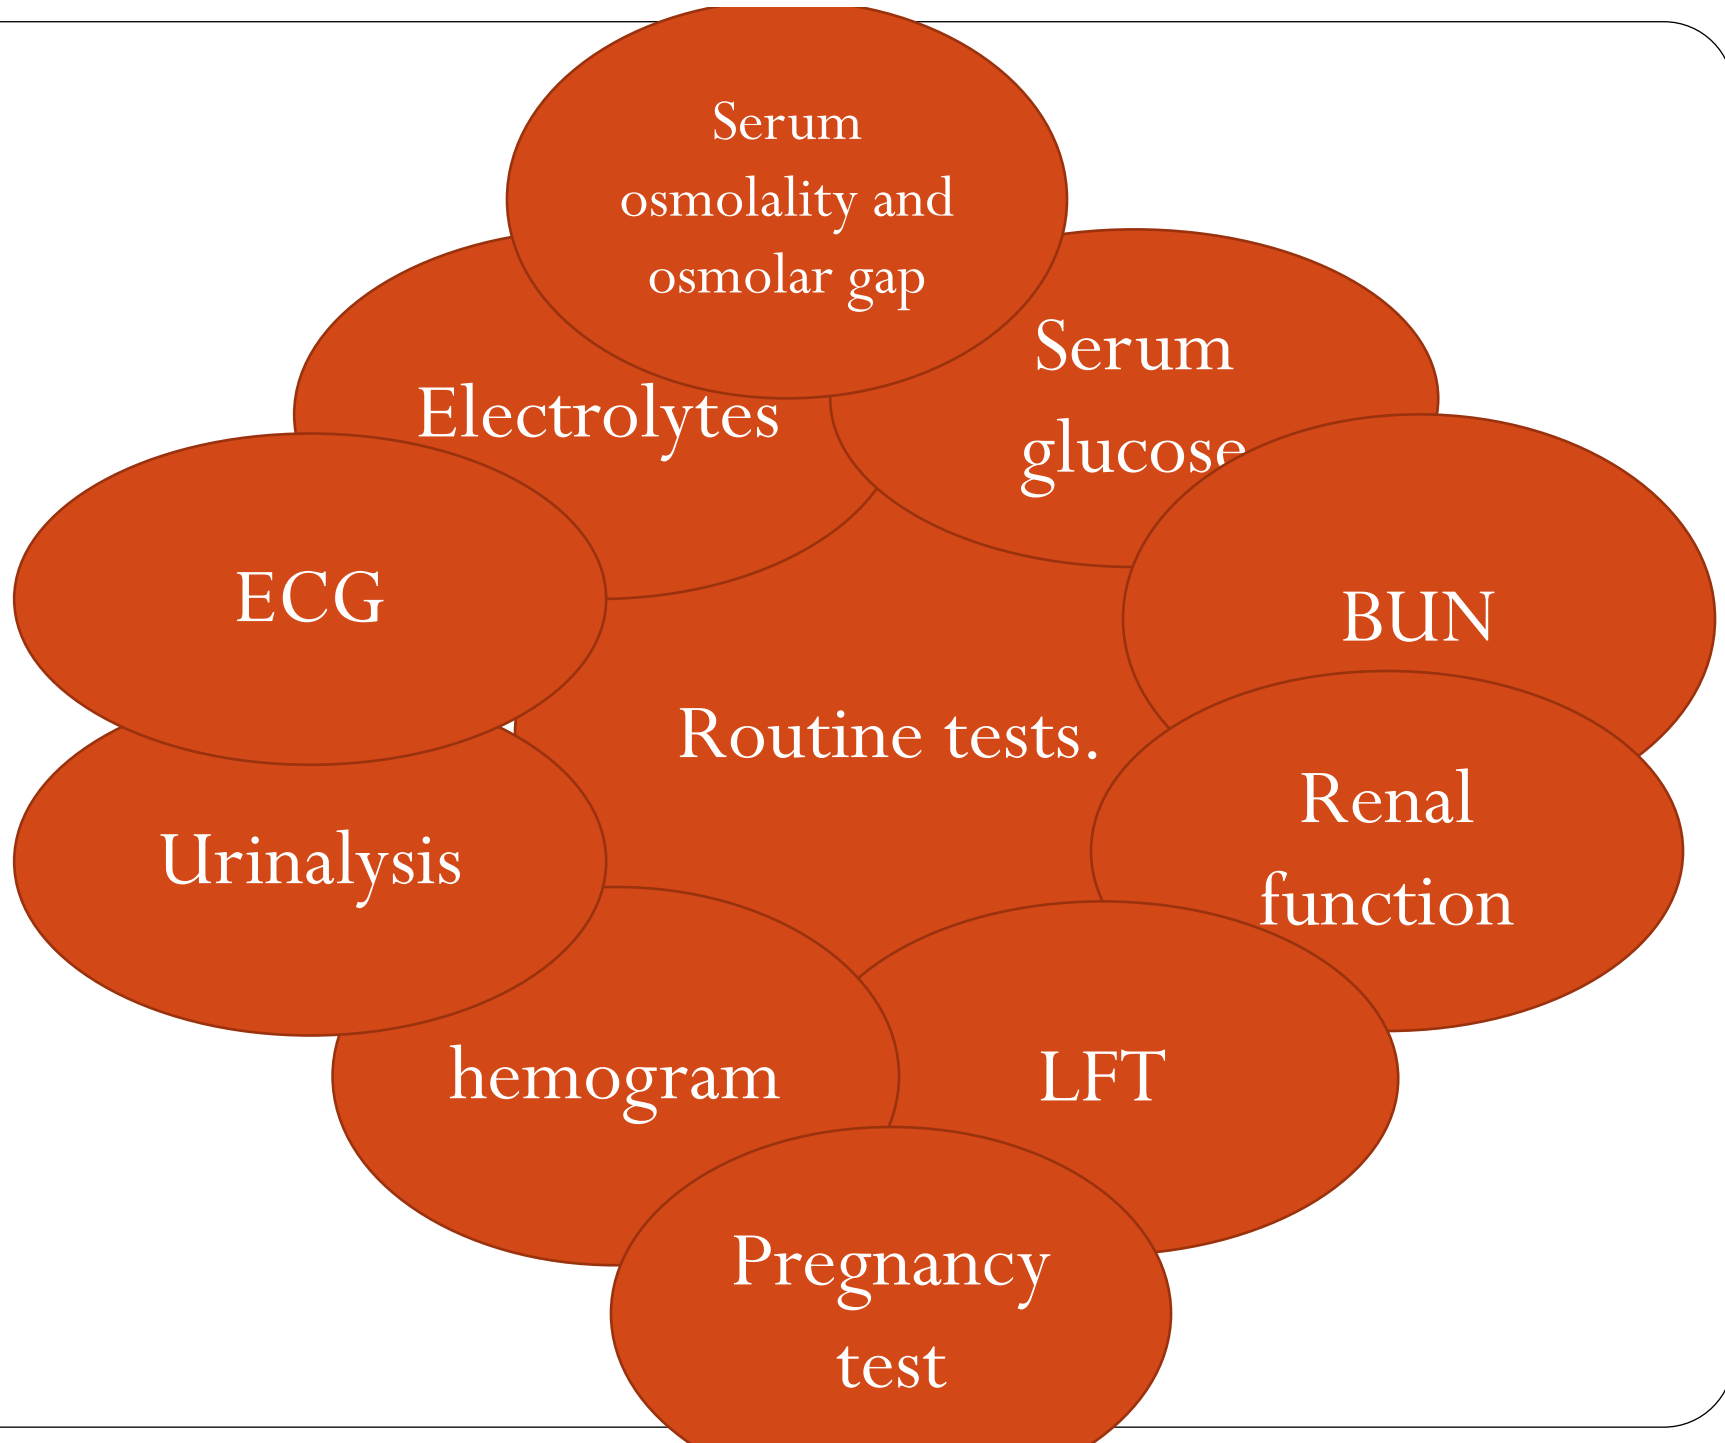 Serum
osmolality and
osmolar gap
Serum
glucose
Electrolytes
ECG
BUN
Routine tests.
Renal
function
Urinalysis
hemogram
LFT
Pregnancy
test